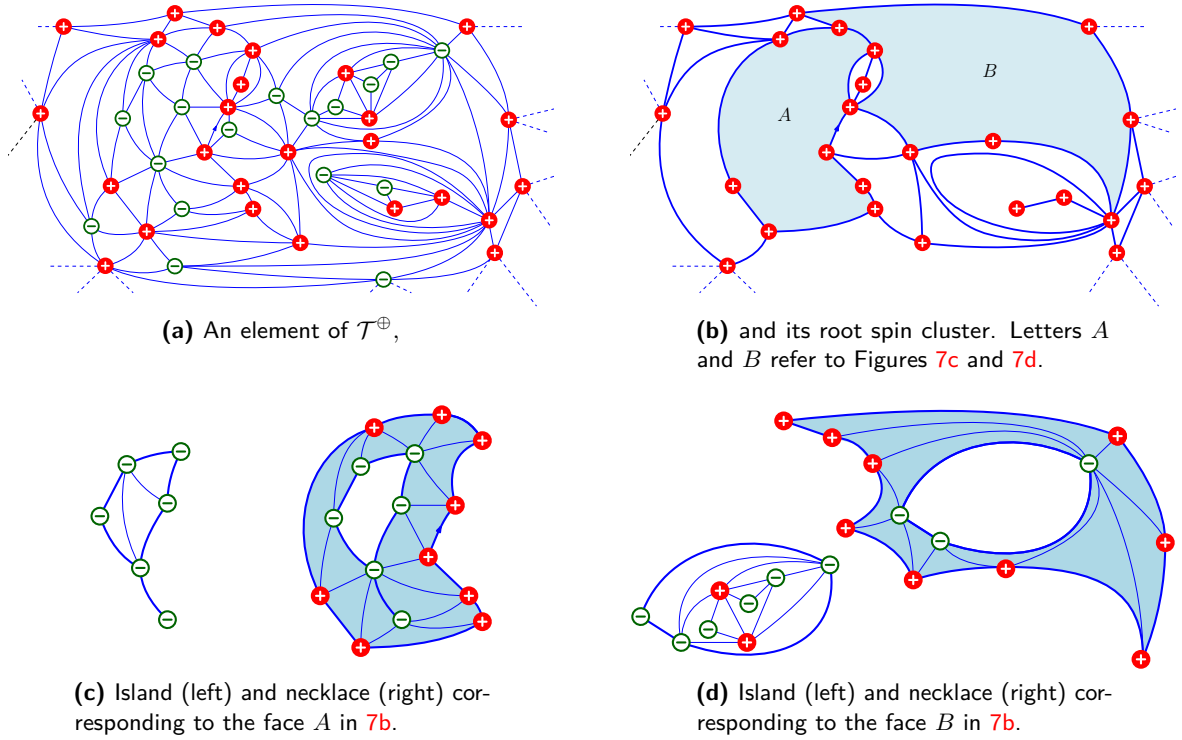 A
B
(a) An element of 𝒯⊕,
(b) and its root spin cluster. Letters A
and B refer to Figures 7c and 7d.
(c) Island (left) and necklace (right) cor-
responding to the face A in 7b.
(d) Island (left) and necklace (right) cor-
responding to the face B in 7b.